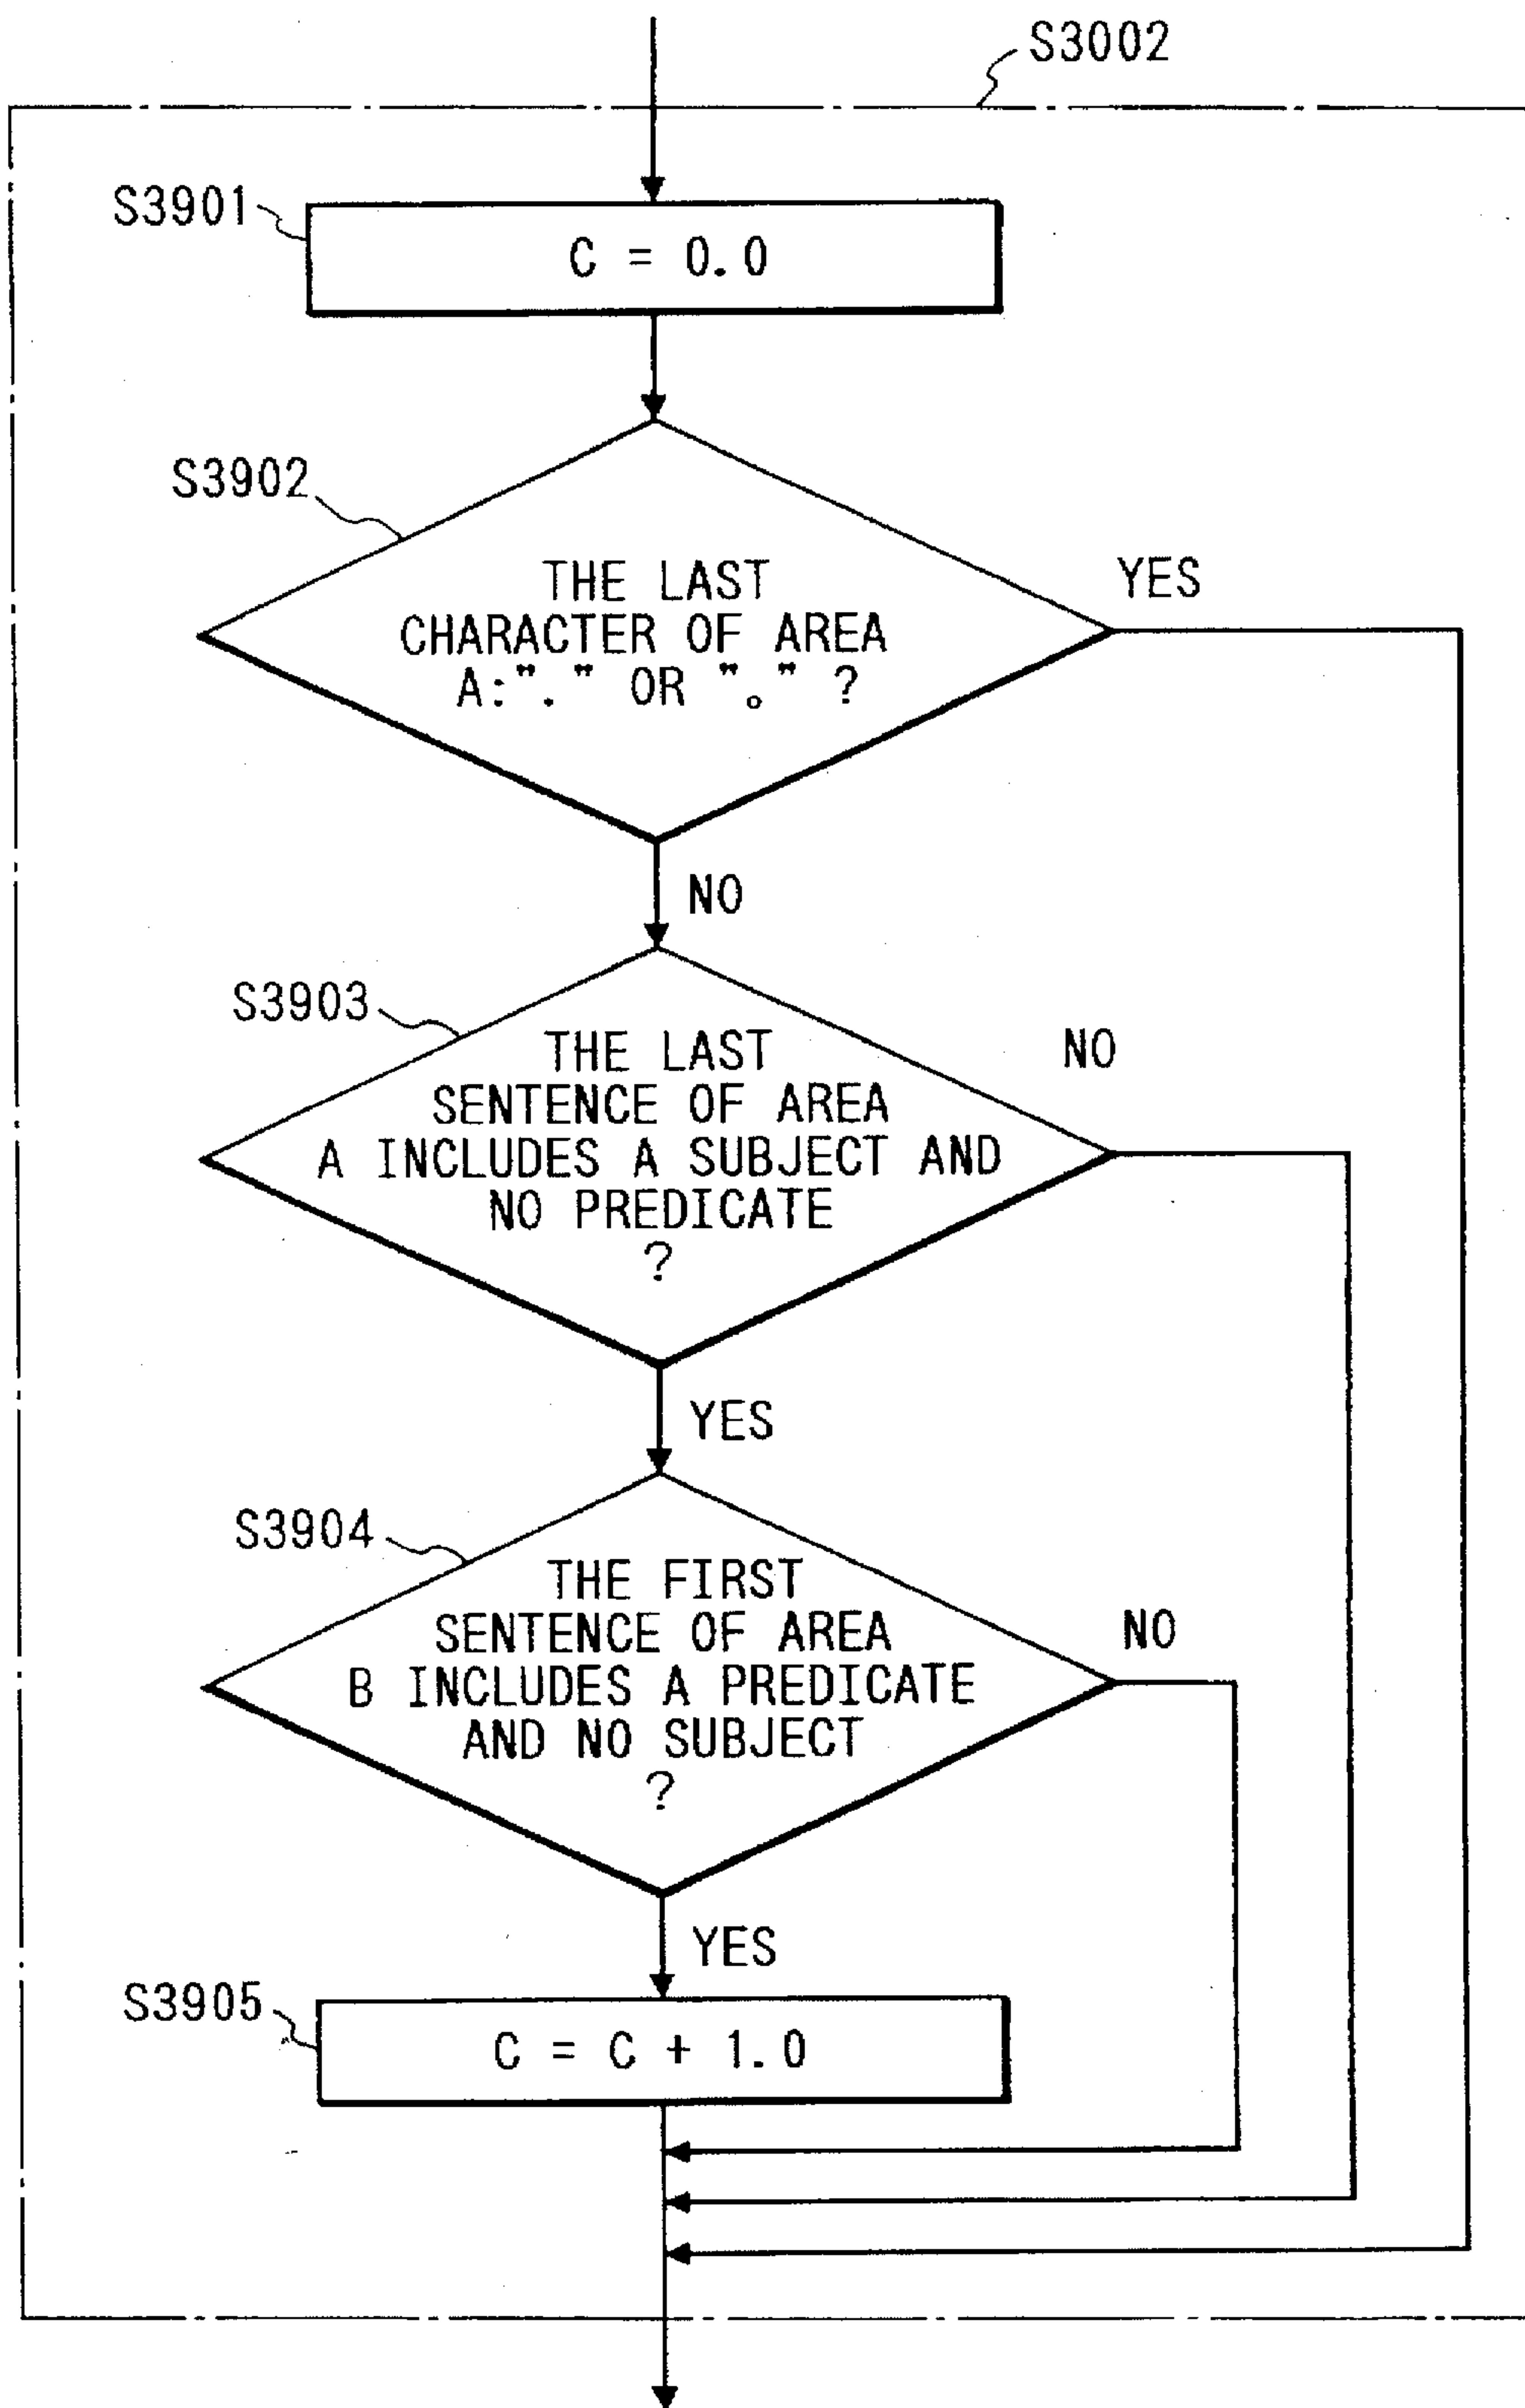 S3002
S3901
C = 0.0
S3902
THE LAST
CHARACTER OF AREA
A:"." OR "。" ?
YES
NO
S3903
THE LAST
SENTENCE OF AREA
A INCLUDES A SUBJECT AND
NO PREDICATE
?
NO
YES
S3904
THE FIRST
SENTENCE OF AREA
B INCLUDES A PREDICATE
AND NO SUBJECT
?
NO
YES
S3905
C = C + 1.0